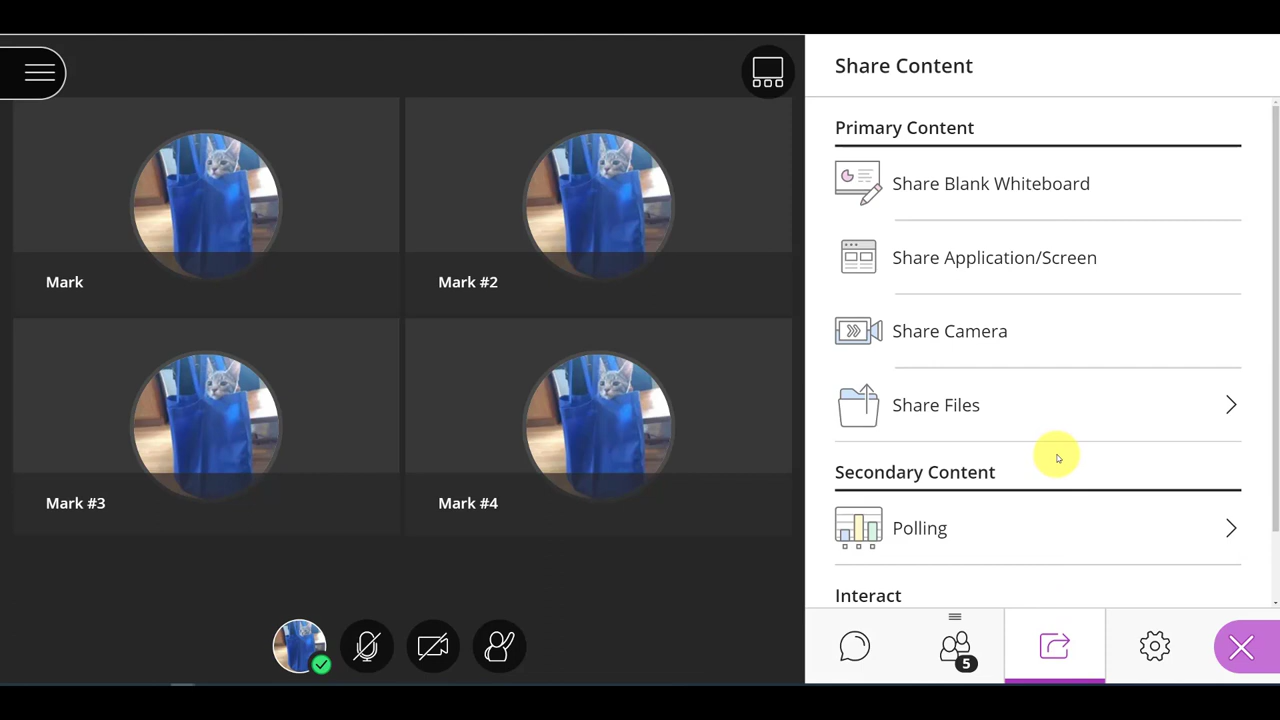 Share Content
Primary Content
Share Blank Whiteboard
Share Application/Screen
Share Camera
Share Files
Secondary Content
Polling
Interact
Mark
Mark #2
Mark #3
Mark #4
5